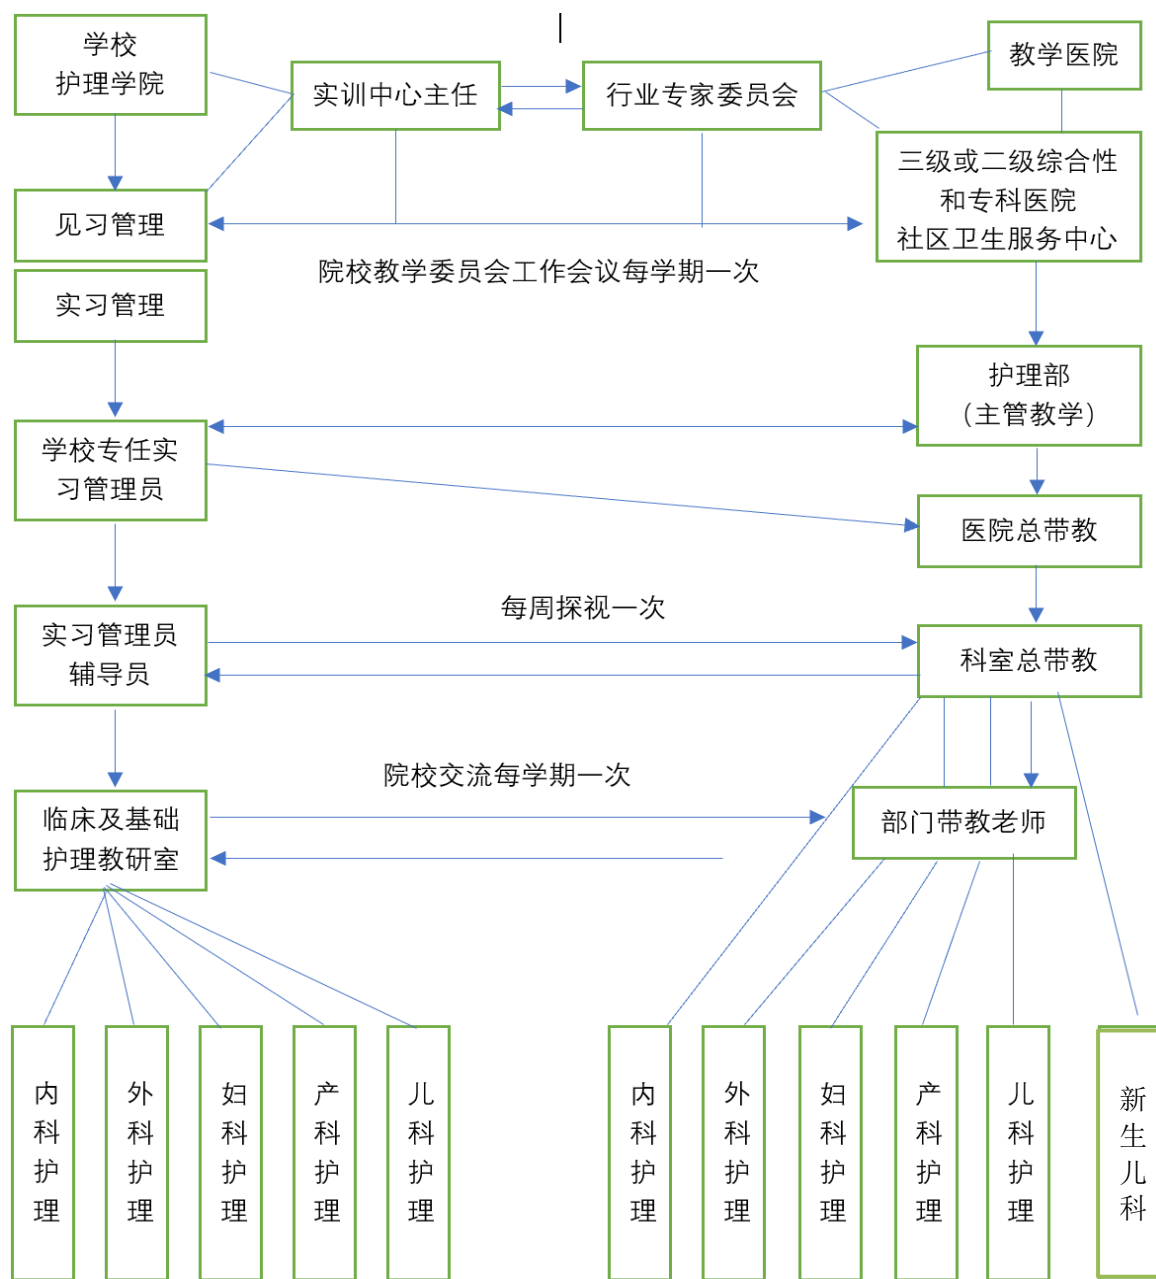 学校
护理学院
实训中心主任
行业专家委员会
教学医院
三级或二级综合性
和专科医院
社区卫生服务中心
见习管理
院校教学委员会工作会议每学期一次
实习管理
护理部
（主管教学）
学校专任实
习管理员
医院总带教
每周探视一次
实习管理员
辅导员
科室总带教
院校交流每学期一次
临床及基础
护理教研室
部门带教老师
内科护理
外科护理
妇科护理
产科护理
儿科护理
内科护理
外科护理
妇科护理
产科护理
儿科护理
新生儿科